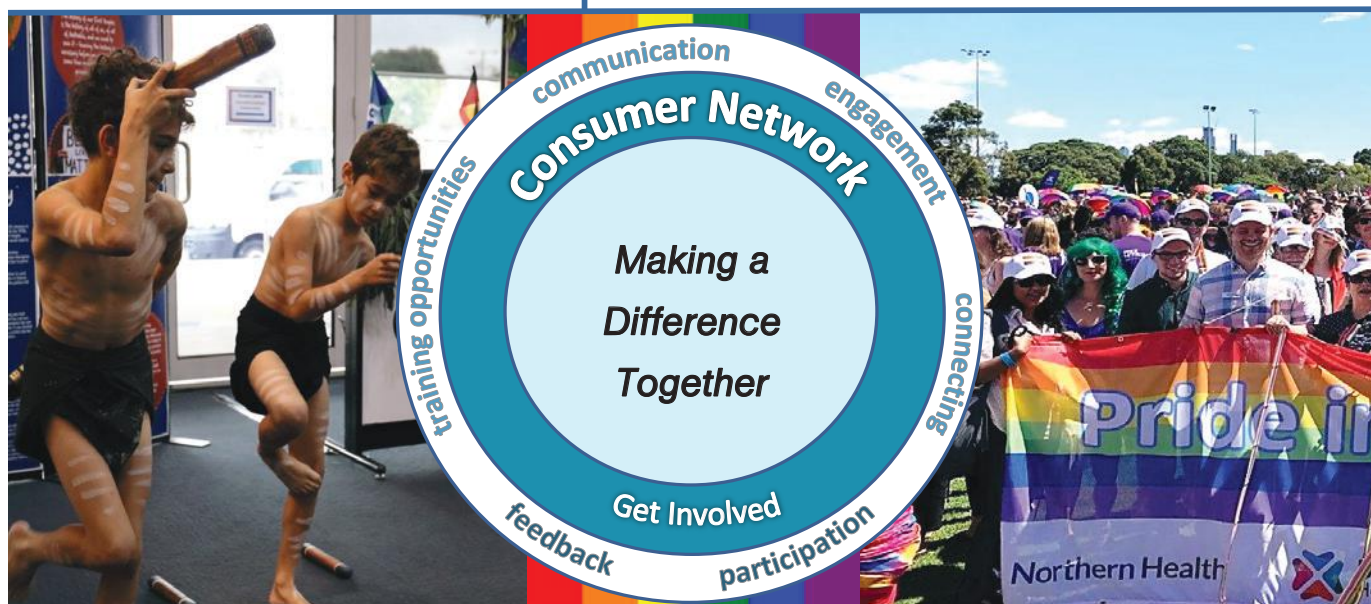 communication
engagement
connecting
participation
feedback
training opportunities
Consumer Network
Making a
Difference
Together
Get Involved
Pride in
Northern Health